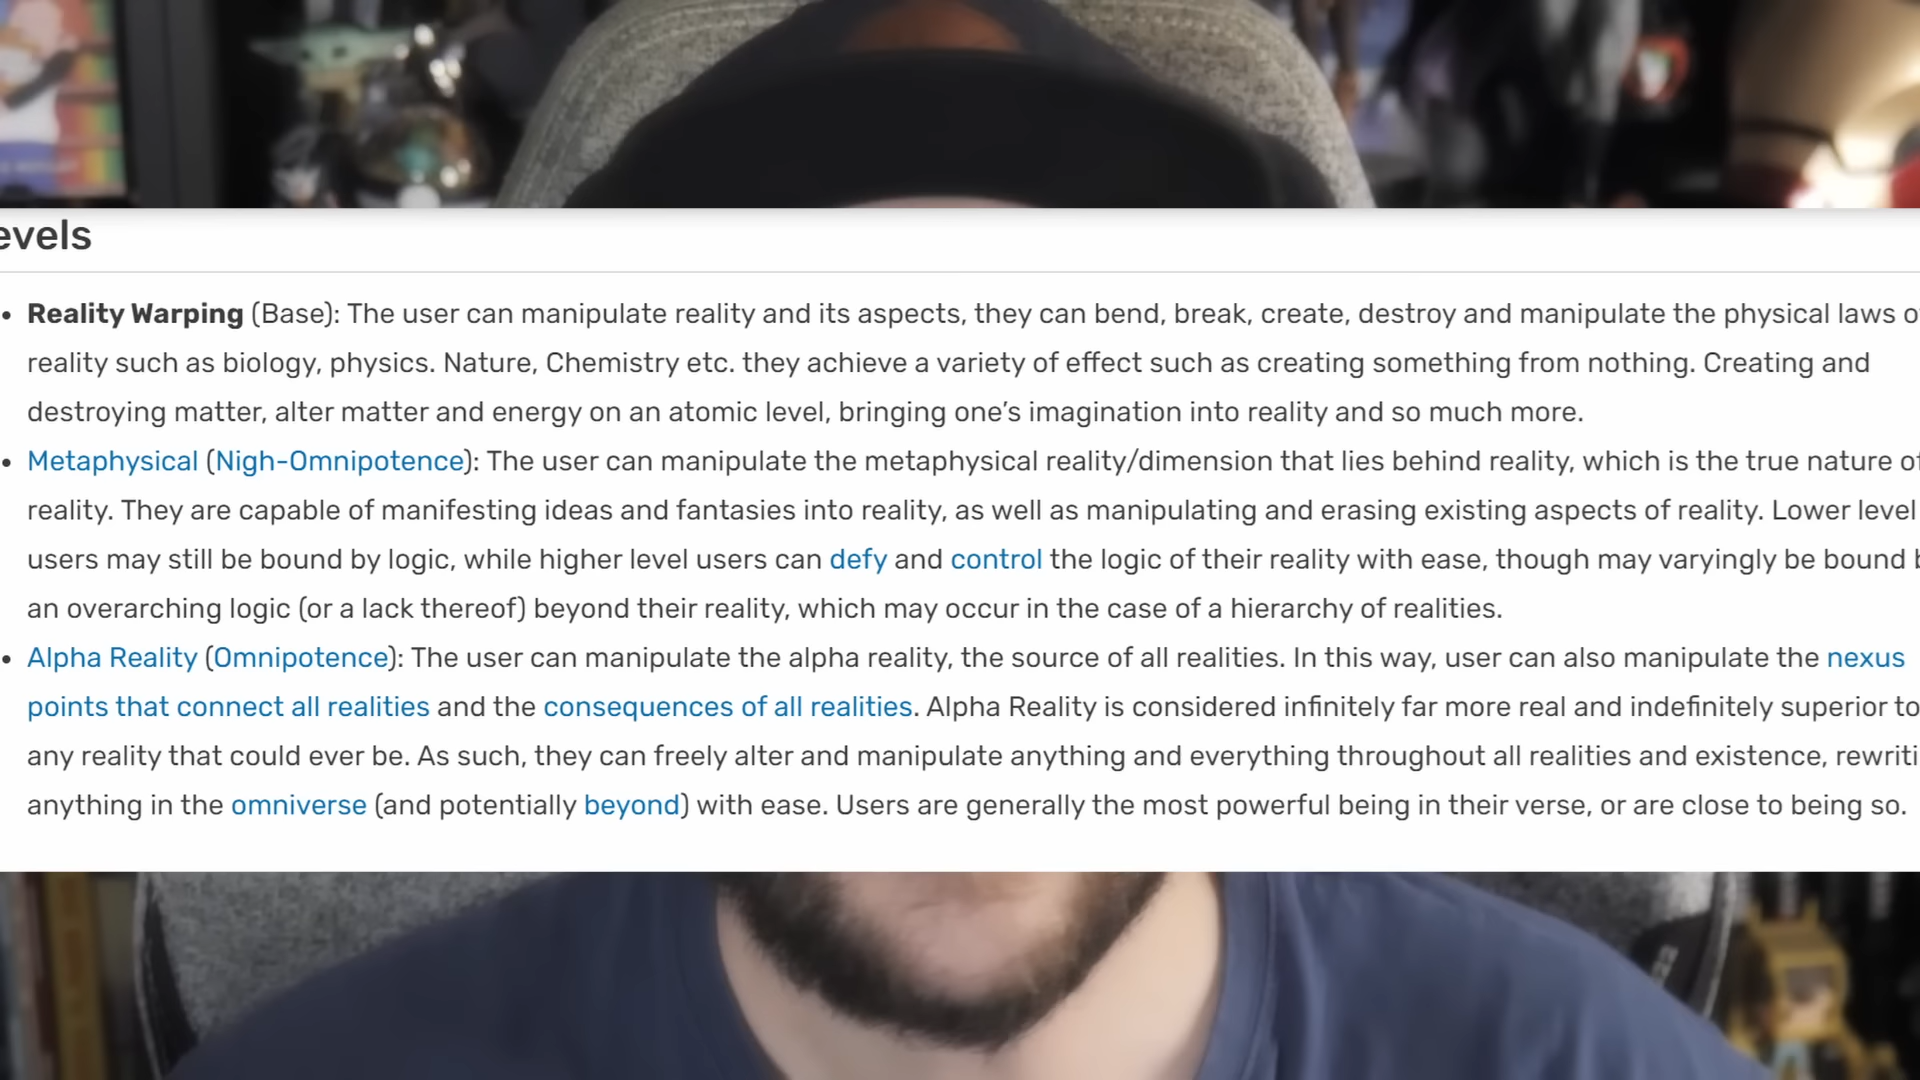 evels
• Reality Warping (Base): The user can manipulate reality and its aspects, they can bend, break, create, destroy and manipulate the physical laws o
reality such as biology, physics. Nature, Chemistry etc. they achieve a variety of effect such as creating something from nothing. Creating and
destroying matter, alter matter and energy on an atomic level, bringing one’s imagination into reality and so much more.
• Metaphysical (Nigh-Omnipotence): The user can manipulate the metaphysical reality/dimension that lies behind reality, which is the true nature of
reality. They are capable of manifesting ideas and fantasies into reality, as well as manipulating and erasing existing aspects of reality. Lower level
users may still be bound by logic, while higher level users can defy and control the logic of their reality with ease, though may varyingly be bound b
an overarching logic (or a lack thereof) beyond their reality, which may occur in the case of a hierarchy of realities.
• Alpha Reality (Omnipotence): The user can manipulate the alpha reality, the source of all realities. In this way, user can also manipulate the nexus
points that connect all realities and the consequences of all realities. Alpha Reality is considered infinitely far more real and indefinitely superior to
any reality that could ever be. As such, they can freely alter and manipulate anything and everything throughout all realities and existence, rewriti
anything in the omniverse (and potentially beyond) with ease. Users are generally the most powerful being in their verse, or are close to being so.